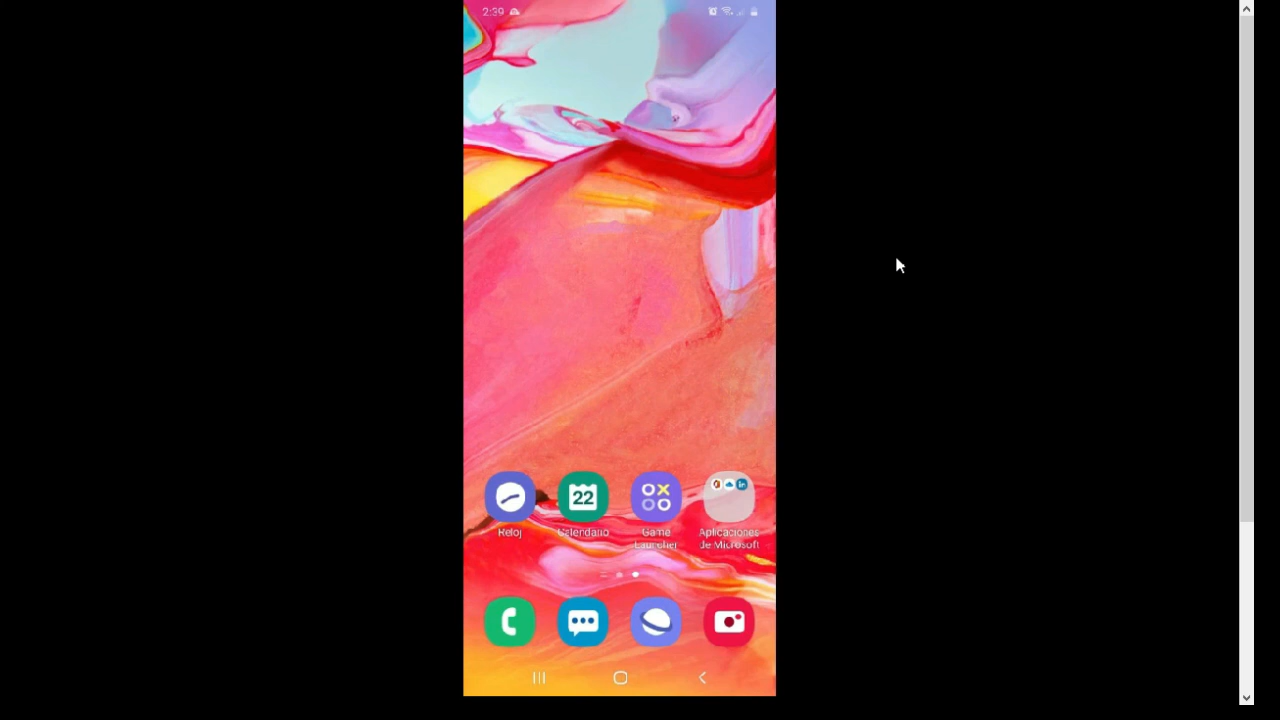 2:39
22
Reloj
Calendario
Game
Launcher
Aplicaciones
de Microsoft